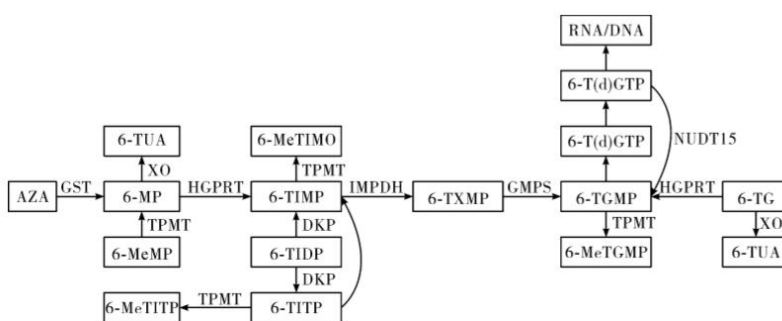 RNA/DNA
6-T(d)GTP
6-TUA
6-MeTIMO
6-T(d)GTP
NUDT15
XO
TPMT
AZA
GST
6-MP
HGPRT
6-TIMP
IMPDH
6-TXMP
GMPS
6-TGMP
HGPRT
6-TG
TPMT
DKP
TPMT
XO
6-MeMP
6-TIDP
6-MeTGMP
6-TUA
DKP
6-MeTITP
TPMT
6-TITP